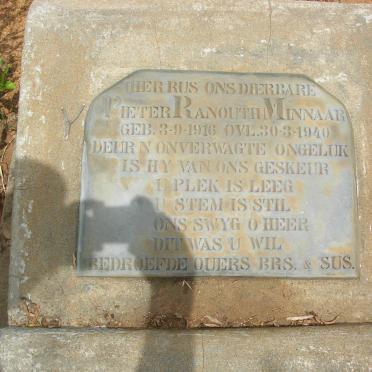 HIER RUS ONS DIERBARE
PIETER RANOUTH MINNAAR
GEB. 3-9-1916 OVL. 30-3-1940
DEUR N ONVERWAGTE ONGELUK
IS HY VAN ONS GESKEUR
U PLEK IS LEEG
U STEM IS STIL
ONS SWYG O HEER
DIT WAS U WIL
BEDROEFDE OUERS BRS. & SUS.